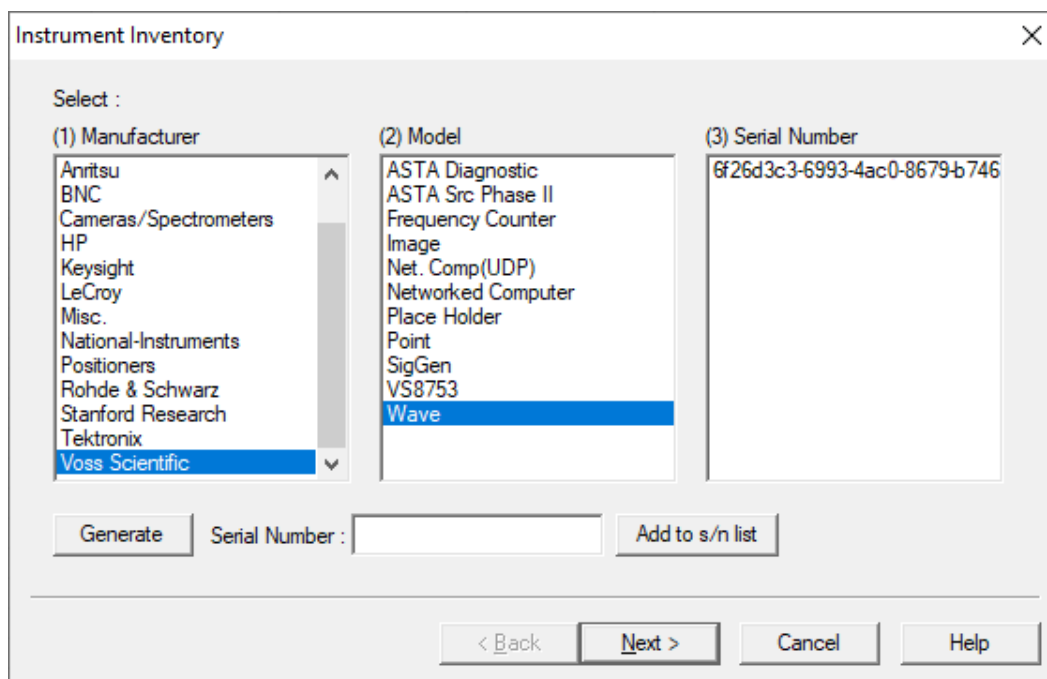 Instrument Inventory
Select :
(1) Manufacturer
Anritsu
BNC
Cameras/Spectrometers
HP
Keysight
LeCroy
Misc.
National-Instruments
Positioners
Rohde & Schwarz
Stanford Research
Tektronix
Voss Scientific
(2) Model
ASTA Diagnostic
ASTA Src Phase II
Frequency Counter
Image
Net. Comp(UDP)
Networked Computer
Place Holder
Point
SigGen
VS8753
Wave
(3) Serial Number
6f26d3c3-6993-4ac0-8679-b746
Generate
Serial Number :
Add to s/n list
< Back
Next >
Cancel
Help